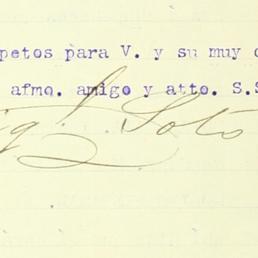 petos para V. y su muy
afmo. amigo y atto. S.S
Soto